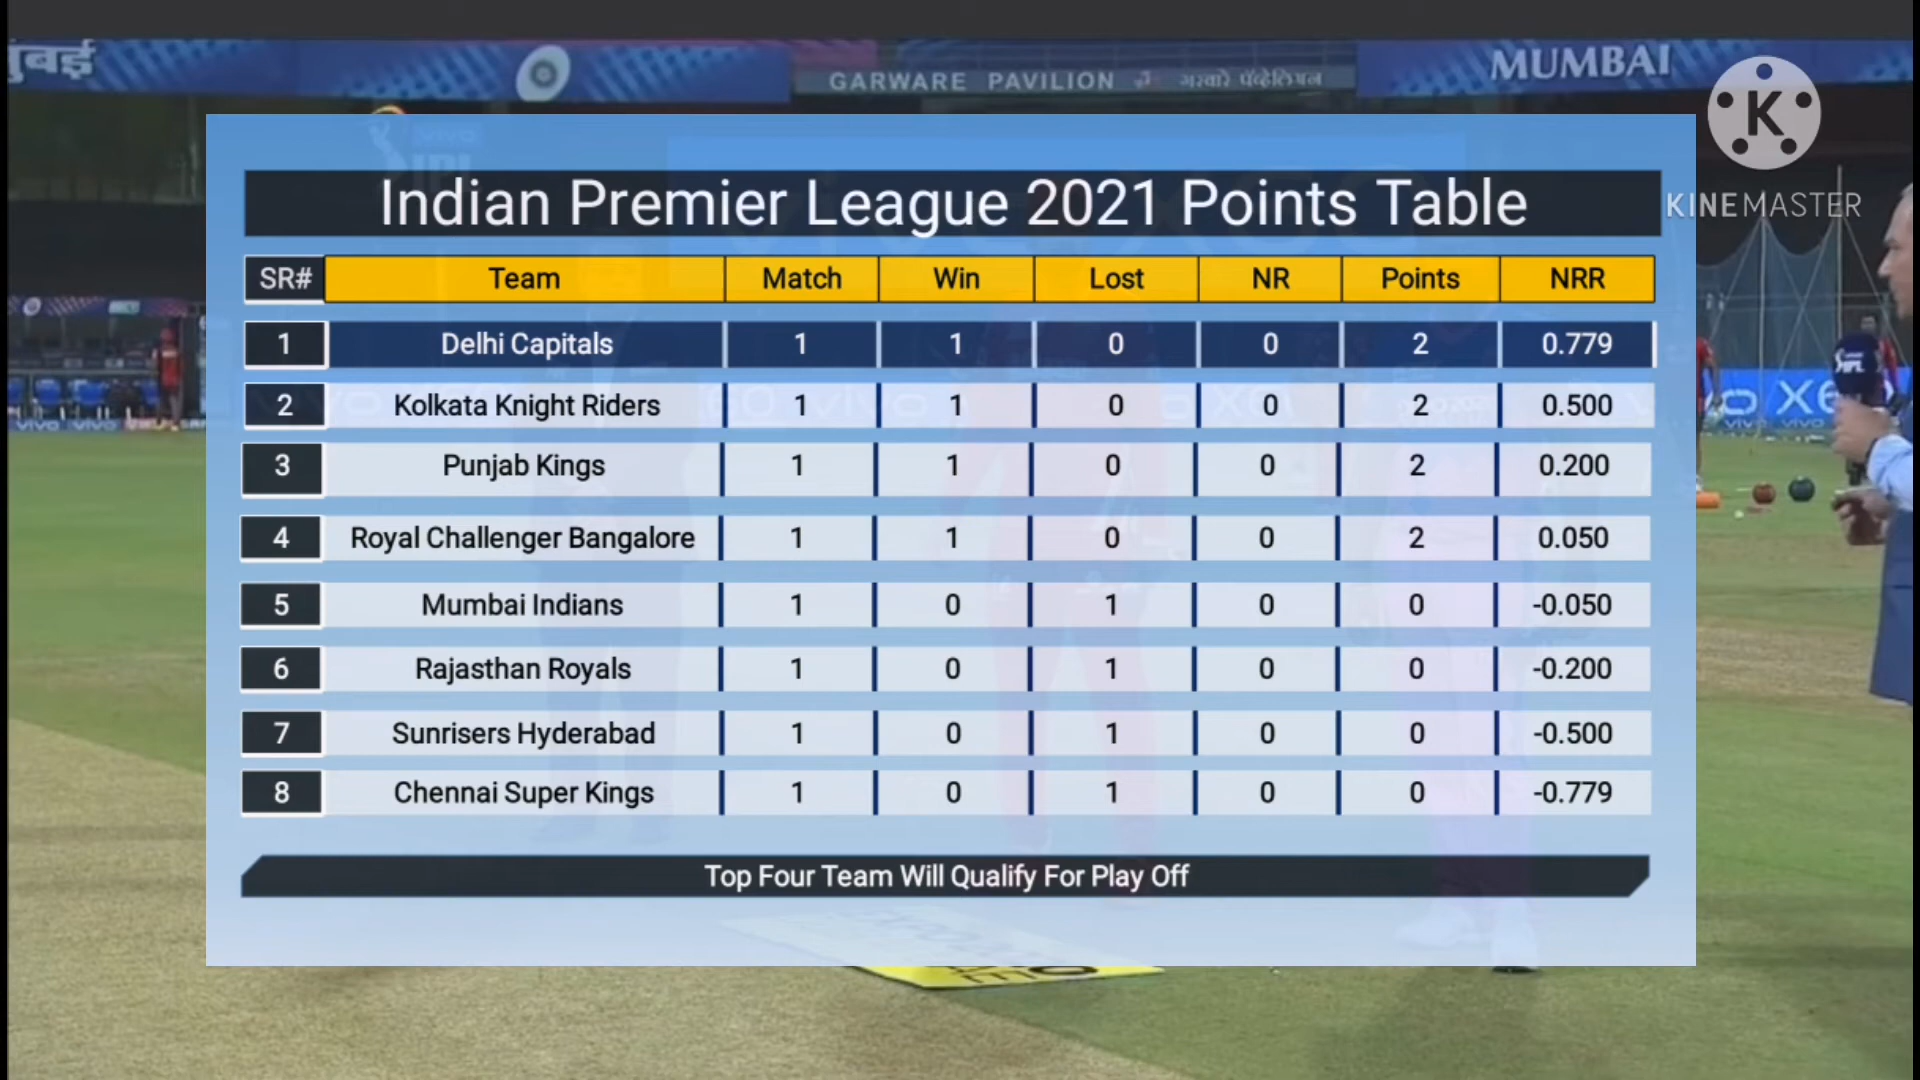 मुंबई
GARWARE PAVILION
MUMBAI
K
KINEMASTER
Indian Premier League 2021 Points Table
SR# Team Match Win Lost NR Points NRR
1 Delhi Capitals 1 1 0 0 2 0.779
2 Kolkata Knight Riders 1 1 0 0 2 0.500
3 Punjab Kings 1 1 0 0 2 0.200
4 Royal Challenger Bangalore 1 1 0 0 2 0.050
5 Mumbai Indians 1 0 1 0 0 -0.050
6 Rajasthan Royals 1 0 1 0 0 -0.200
7 Sunrisers Hyderabad 1 0 1 0 0 -0.500
8 Chennai Super Kings 1 0 1 0 0 -0.779
Top Four Team Will Qualify For Play Off
IPL
vivo vivo
vivo vivo